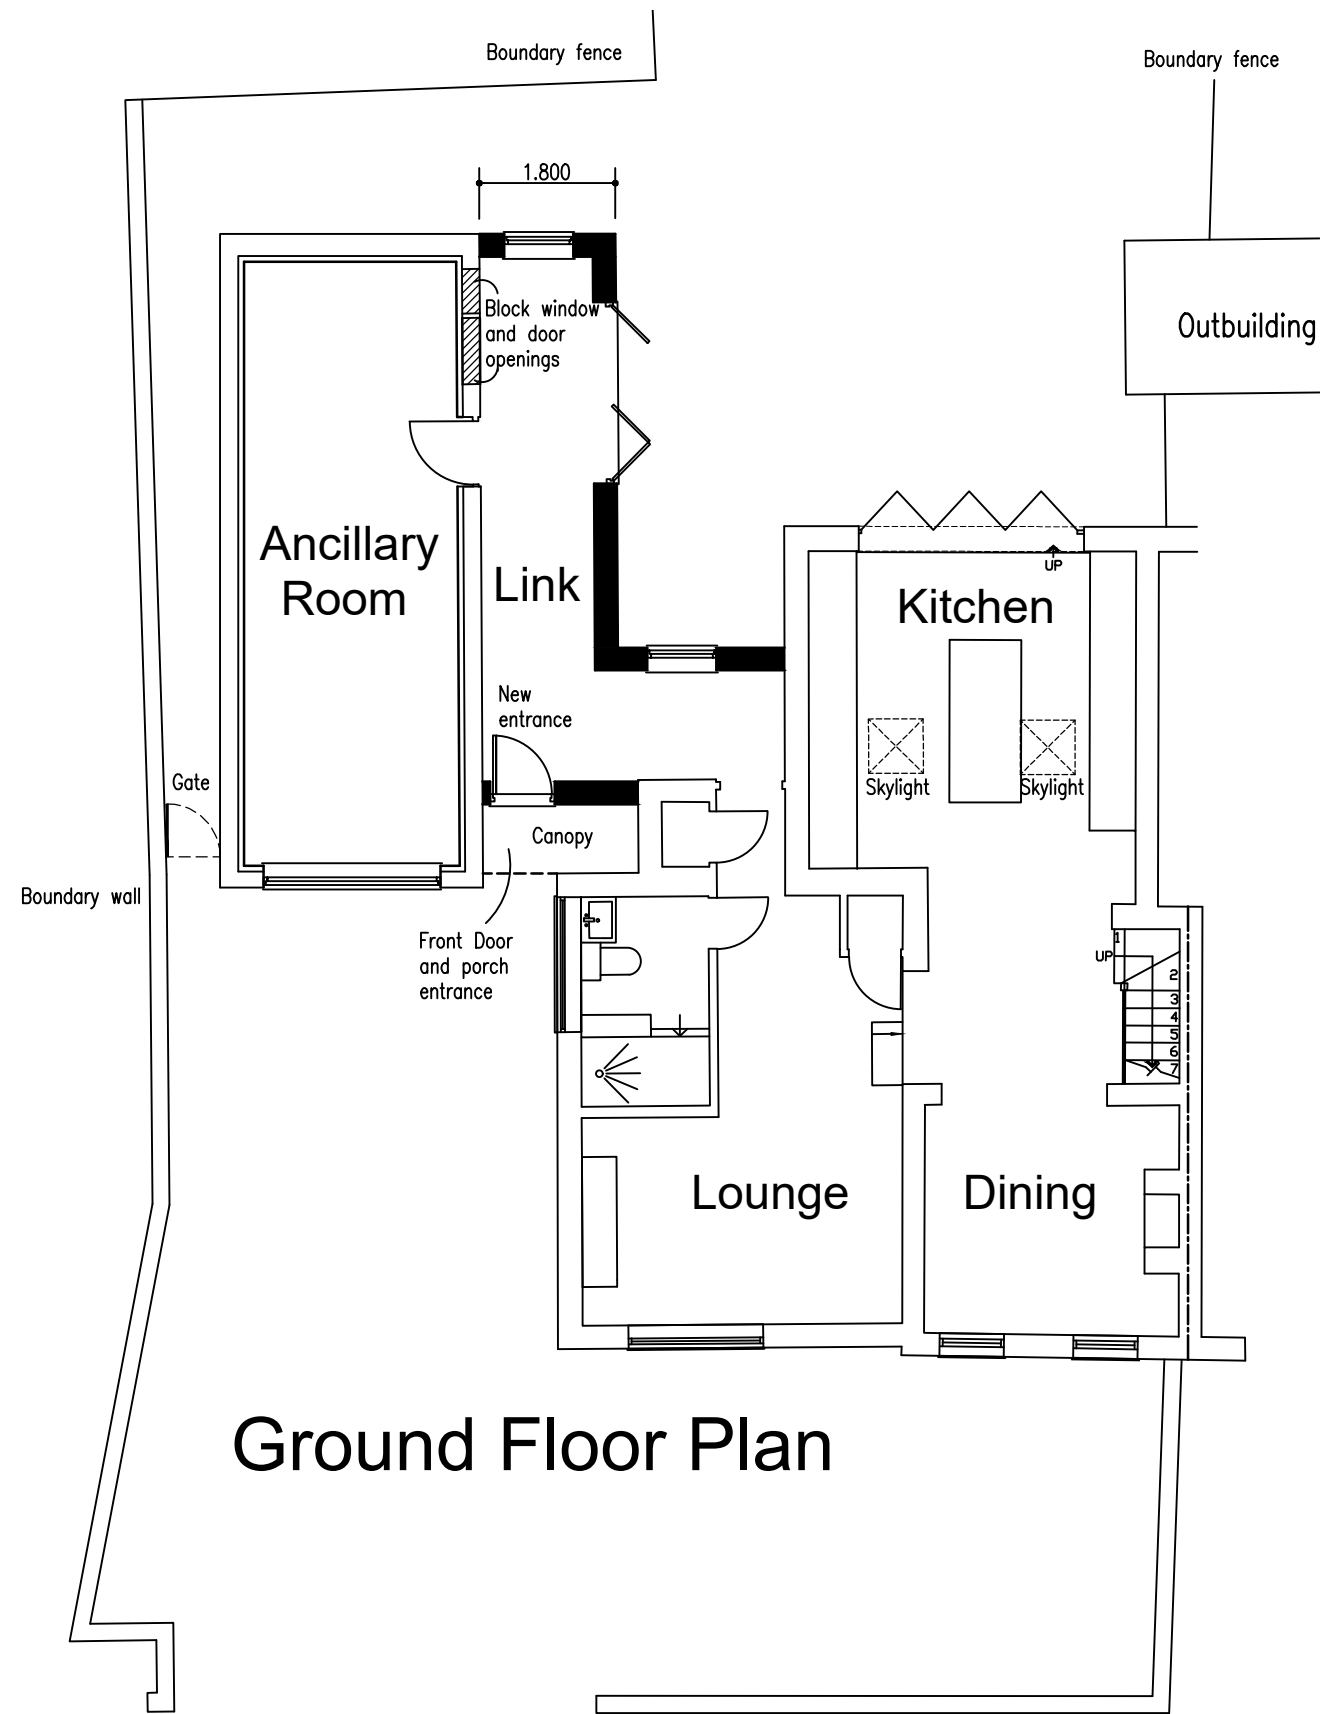 Boundary fence
Boundary fence
1.800
Block window
and door
openings
Outbuilding
Ancillary
Room
Link
UP
Kitchen
New
entrance
Gate
Skylight
Skylight
Canopy
Boundary wall
Front Door
and porch
entrance
1
UP
2
3
4
5
6
7
Lounge
Dining
Ground Floor Plan